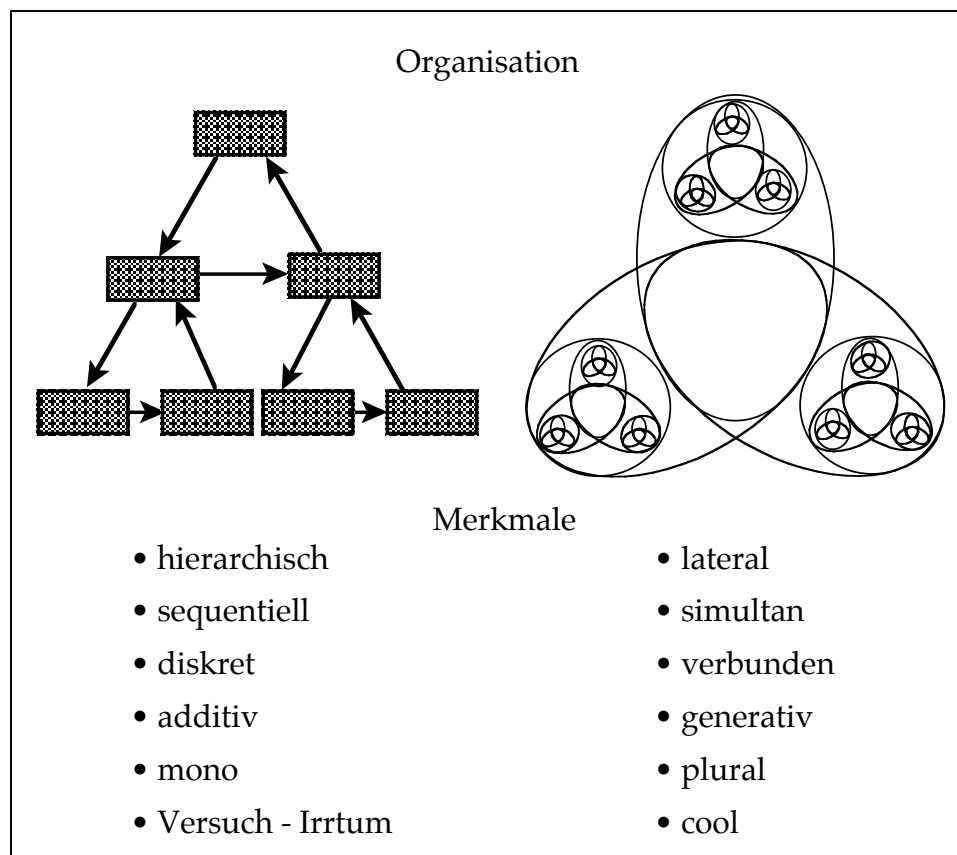 Organisation
Merkmale
• hierarchisch
• sequentiell
• diskret
• additiv
• mono
• Versuch - Irrtum
• lateral
• simultan
• verbunden
• generativ
• plural
• cool